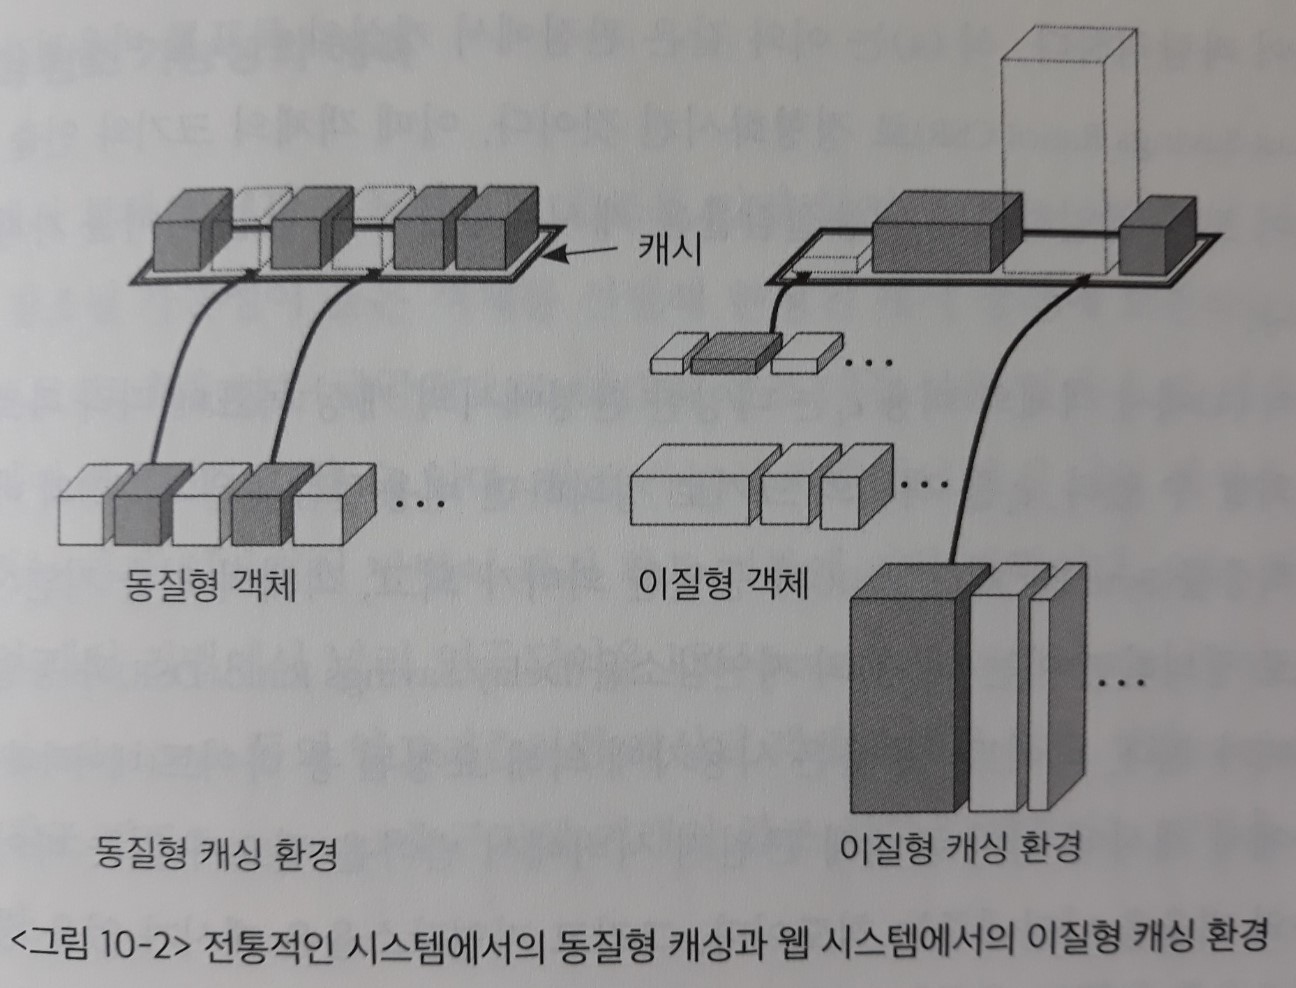 캐시
동질형 객체
이질형 객체
동질형 캐싱 환경
이질형 캐싱 환경
<그림 10-2> 전통적인 시스템에서의 동질형 캐싱과 웹 시스템에서의 이질형 캐싱 환경